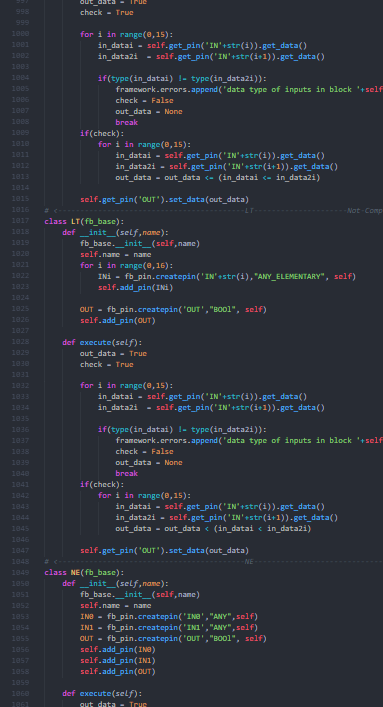 997 out_data = True
998 check = True
999
1000 for i in range(0,15):
1001 in_datai = self.get_pin('IN'+str(i)).get_data()
1002 in_data2i = self.get_pin('IN'+str(i+1)).get_data()
1003
1004 if(type(in_datai) != type(in_data2i)):
1005 framework.errors.append('data type of inputs in block '+self
1006 check = False
1007 out_data = None
1008 break
1009 if(check):
1010 for i in range(0,15):
1011 in_datai = self.get_pin('IN'+str(i)).get_data()
1012 in_data2i = self.get_pin('IN'+str(i+1)).get_data()
1013 out_data = out_data <= (in_datai <= in_data2i)
1014
1015 self.get_pin('OUT').set_data(out_data)
1016 # <--- LT --- Not Comp
1017 class LT(fb_base):
1018 def __init__(self,name):
1019 fb_base.__init__(self,name)
1020 self.name = name
1021 for i in range(0,16):
1022 INi = fb_pin.createpin('IN'+str(i),"ANY_ELEMENTARY", self)
1023 self.add_pin(INi)
1024
1025 OUT = fb_pin.createpin('OUT',"BOOl", self)
1026 self.add_pin(OUT)
1027
1028 def execute(self):
1029 out_data = True
1030 check = True
1031
1032 for i in range(0,15):
1033 in_datai = self.get_pin('IN'+str(i)).get_data()
1034 in_data2i = self.get_pin('IN'+str(i+1)).get_data()
1035
1036 if(type(in_datai) != type(in_data2i)):
1037 framework.errors.append('data type of inputs in block '+self
1038 check = False
1039 out_data = None
1040 break
1041 if(check):
1042 for i in range(0,15):
1043 in_datai = self.get_pin('IN'+str(i)).get_data()
1044 in_data2i = self.get_pin('IN'+str(i+1)).get_data()
1045 out_data = out_data < (in_datai < in_data2i)
1046
1047 self.get_pin('OUT').set_data(out_data)
1048 # <--- NE ---
1049 class NE(fb_base):
1050 def __init__(self,name):
1051 fb_base.__init__(self,name)
1052 self.name = name
1053 IN0 = fb_pin.createpin('IN0',"ANY",self)
1054 IN1 = fb_pin.createpin('IN1',"ANY",self)
1055 OUT = fb_pin.createpin('OUT',"BOOl", self)
1056 self.add_pin(IN0)
1057 self.add_pin(IN1)
1058 self.add_pin(OUT)
1059
1060 def execute(self):
1061 out_data = True